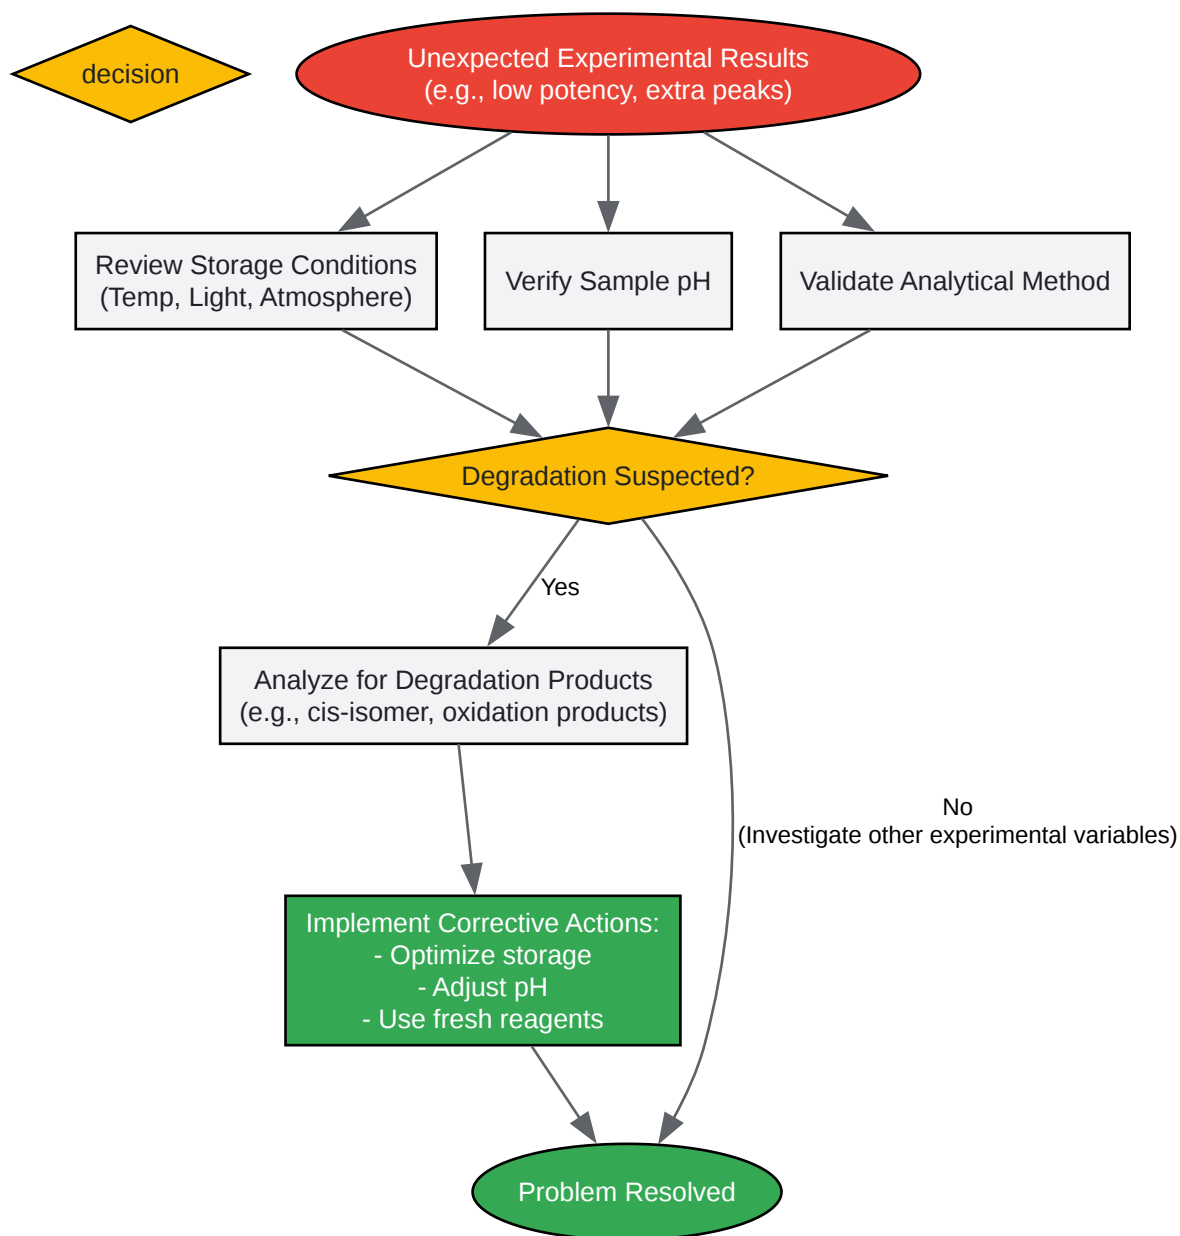 decision
Unexpected Experimental Results
(e.g., low potency, extra peaks)
Review Storage Conditions
(Temp, Light, Atmosphere)
Verify Sample pH
Validate Analytical Method
Degradation Suspected?
Yes
Analyze for Degradation Products
(e.g., cis-isomer, oxidation products)
No
(Investigate other experimental variables)
Implement Corrective Actions:
- Optimize storage
- Adjust pH
- Use fresh reagents
Problem Resolved